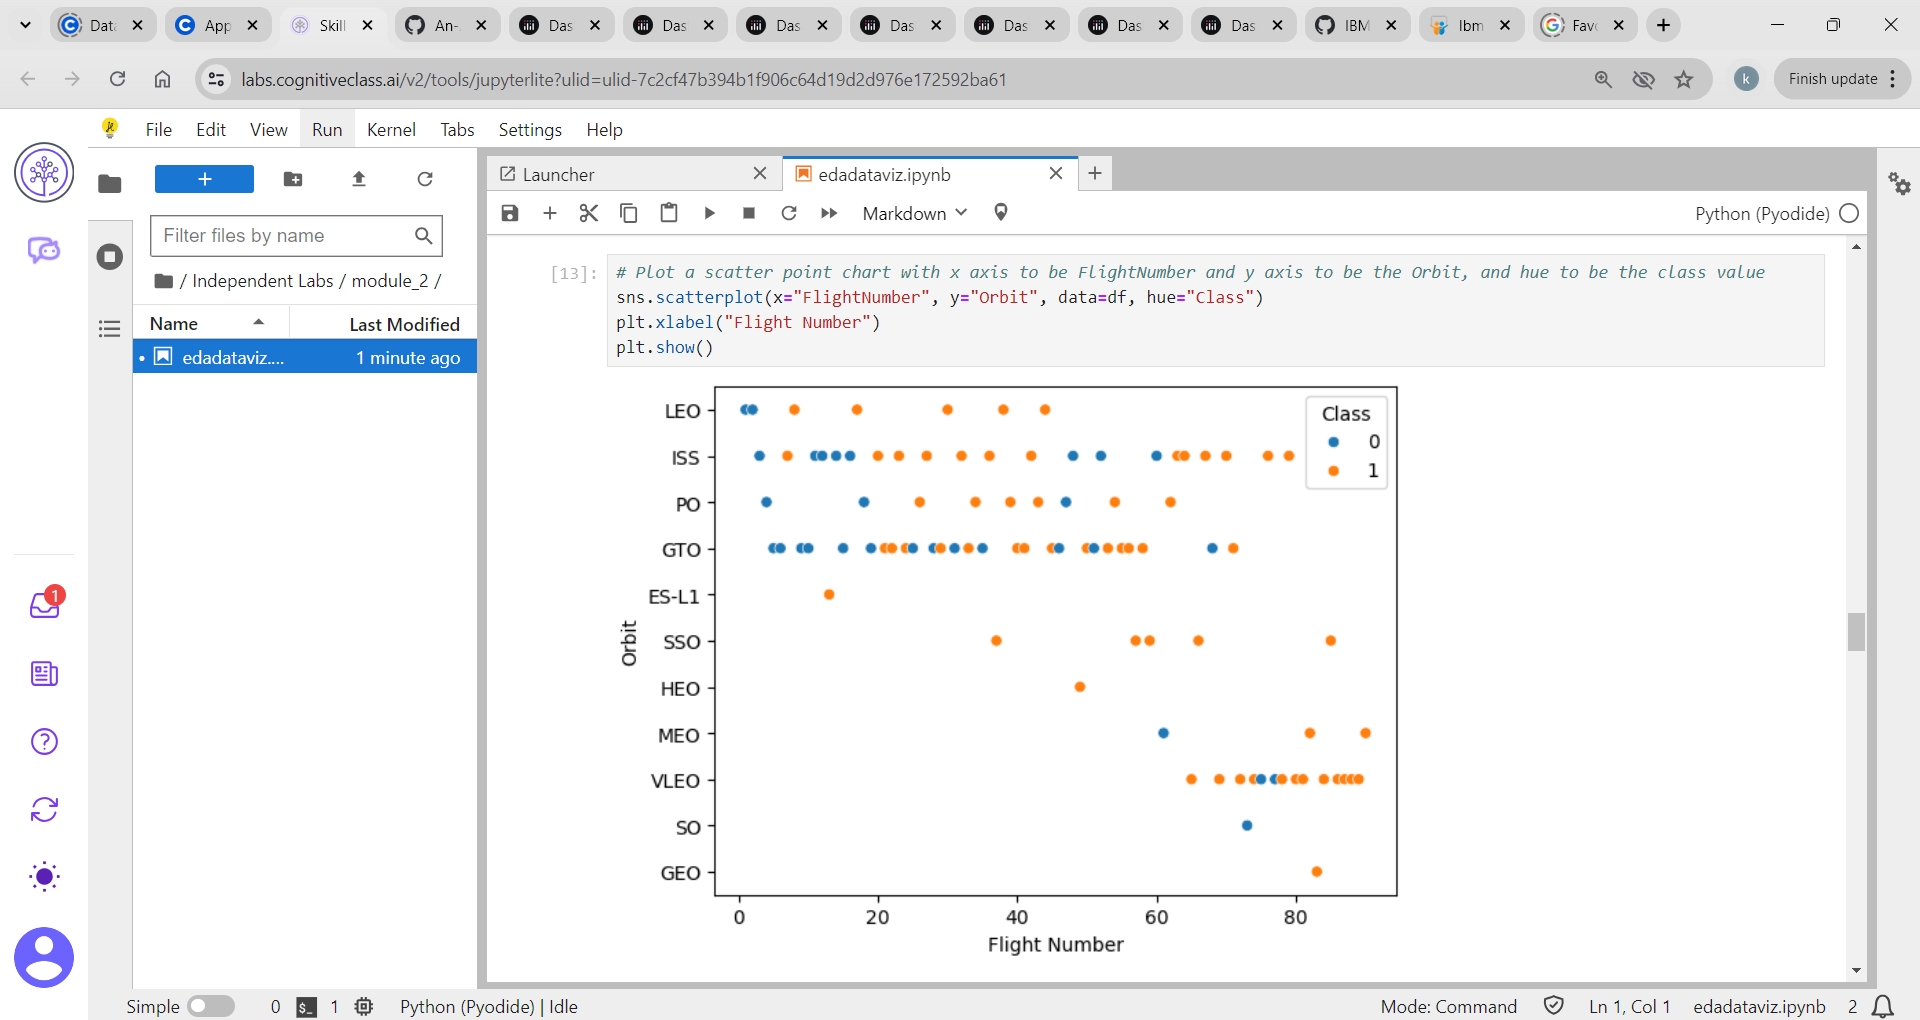 Data
App
Skill
An-
Das
Das
Das
Das
Das
Das
Das
IBM
Ibm
Favo
labs.cognitiveclass.ai/v2/tools/jupyterlite?ulid=ulid-7c2cf47b394b1f906c64d19d2d976e172592ba61
k
Finish update
File Edit View Run Kernel Tabs Settings Help
Launcher
edadataviz.ipynb
Markdown
Python (Pyodide)
Filter files by name
/ Independent Labs / module_2 /
Name Last Modified
edadataviz.... 1 minute ago
1
[13]:
# Plot a scatter point chart with x axis to be FlightNumber and y axis to be the Orbit, and hue to be the class value
sns.scatterplot(x="FlightNumber", y="Orbit", data=df, hue="Class")
plt.xlabel("Flight Number")
plt.show()
Class
0
1
LEO
ISS
PO
GTO
ES-L1
SSO
HEO
MEO
VLEO
SO
GEO
Orbit
0 20 40 60 80
Flight Number
Simple 0 $_ 1 Python (Pyodide) | Idle Mode: Command Ln 1, Col 1 edadataviz.ipynb 2